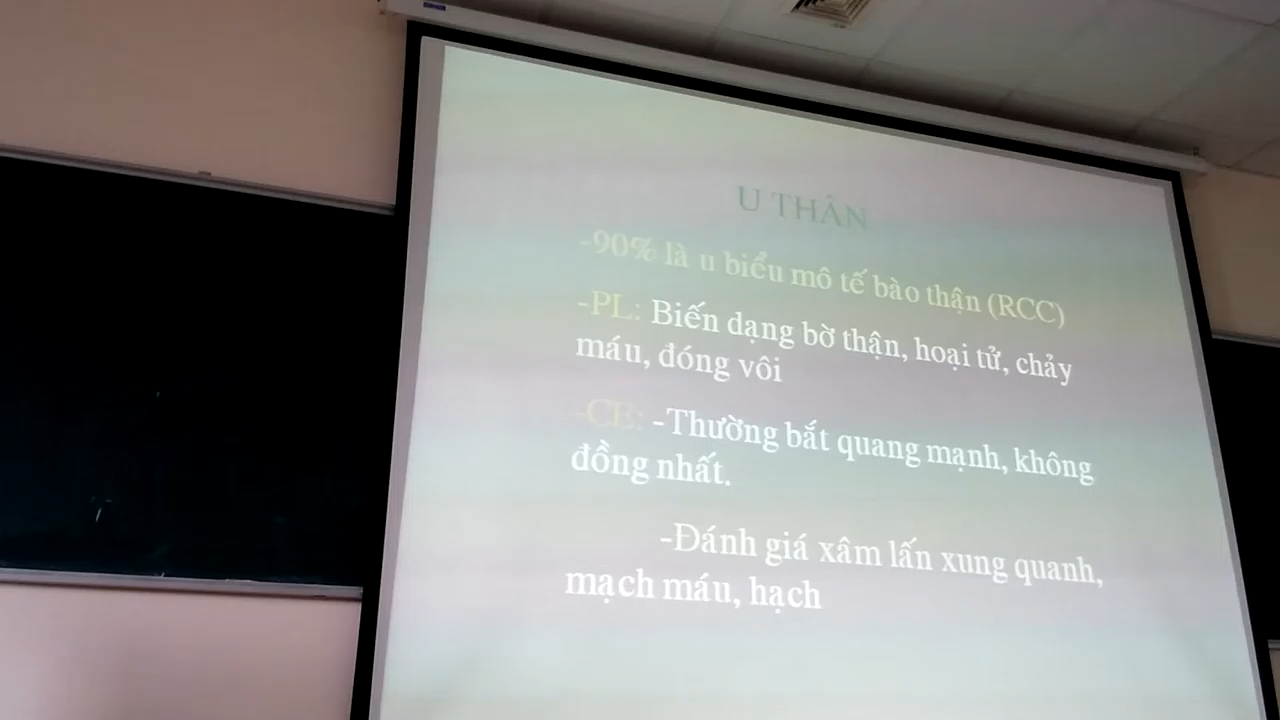 U THẬN
-90% là u biểu mô tế bào thận (RCC)
-PL: Biến dạng bờ thận, hoại tử, chảy
máu, đóng vôi
-CE: -Thường bắt quang mạnh, không
đồng nhất.
-Đánh giá xâm lấn xung quanh,
mạch máu, hạch